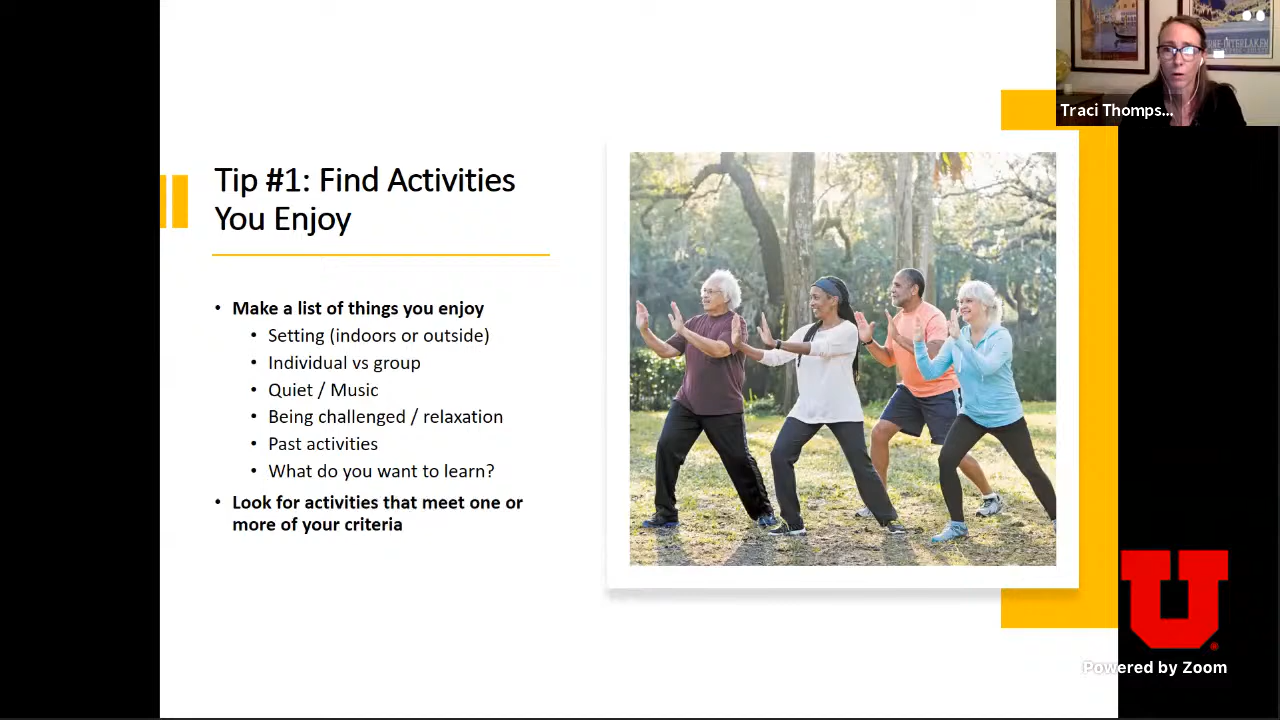 Traci Thomps...
Tip #1: Find Activities
You Enjoy
• Make a list of things you enjoy
• Setting (indoors or outside)
• Individual vs group
• Quiet / Music
• Being challenged / relaxation
• Past activities
• What do you want to learn?
• Look for activities that meet one or
more of your criteria
U
Powered by Zoom